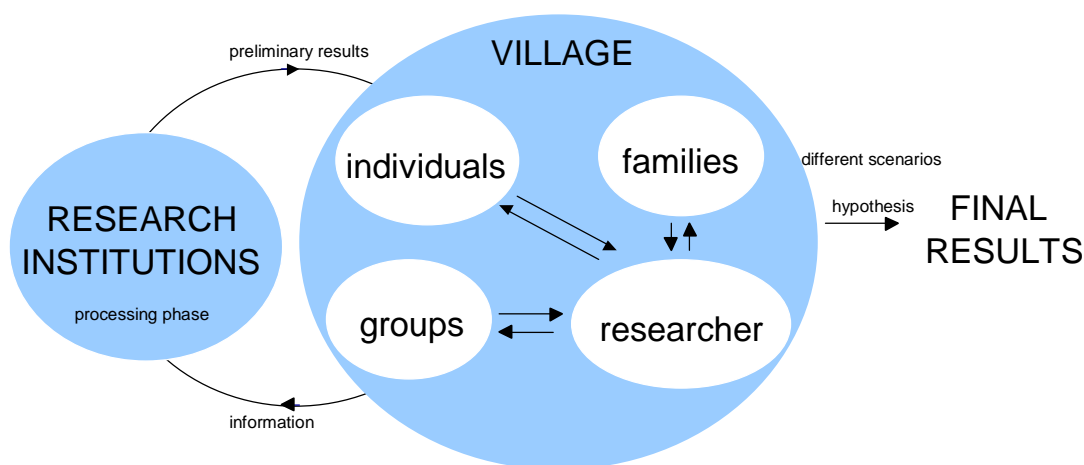 preliminary results
VILLAGE
individuals
families
different scenarios
RESEARCH
INSTITUTIONS
processing phase
hypothesis
FINAL
RESULTS
groups
researcher
information